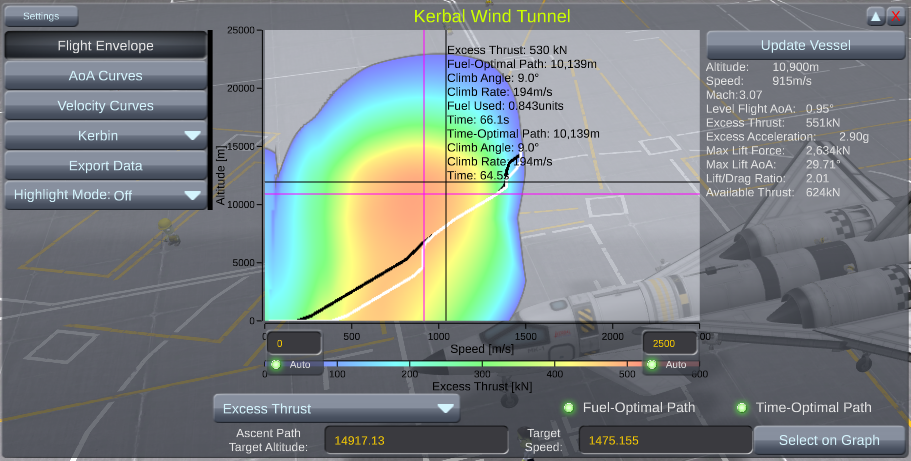 Settings
Kerbal Wind Tunnel
X
Flight Envelope
AoA Curves
Velocity Curves
Kerbin
Export Data
Highlight Mode: Off
25000
20000
15000
10000
5000
0
Altitude [m]
Excess Thrust: 530 kN
Fuel-Optimal Path: 10,139m
Climb Angle: 9.0°
Climb Rate: 194m/s
Fuel Used: 0.843units
Time: 66.1s
Time-Optimal Path: 10,139m
Climb Angle: 9.0°
Climb Rate: 194m/s
Time: 64.5s
Update Vessel
Altitude: 10,900m
Speed: 915m/s
Mach:3.07
Level Flight AoA: 0.95°
Excess Thrust: 551kN
Excess Acceleration: 2.90g
Max Lift Force: 2,634kN
Max Lift AoA: 29.71°
Lift/Drag Ratio: 2.01
Available Thrust: 624kN
500 1000 1500 2000
0 Speed [m/s] 2500
Auto Auto
100 200 300 400 500 600
Excess Thrust [kN]
Excess Thrust
Fuel-Optimal Path
Time-Optimal Path
Ascent Path
Target Altitude:
14917.13
Target
Speed:
1475.155
Select on Graph